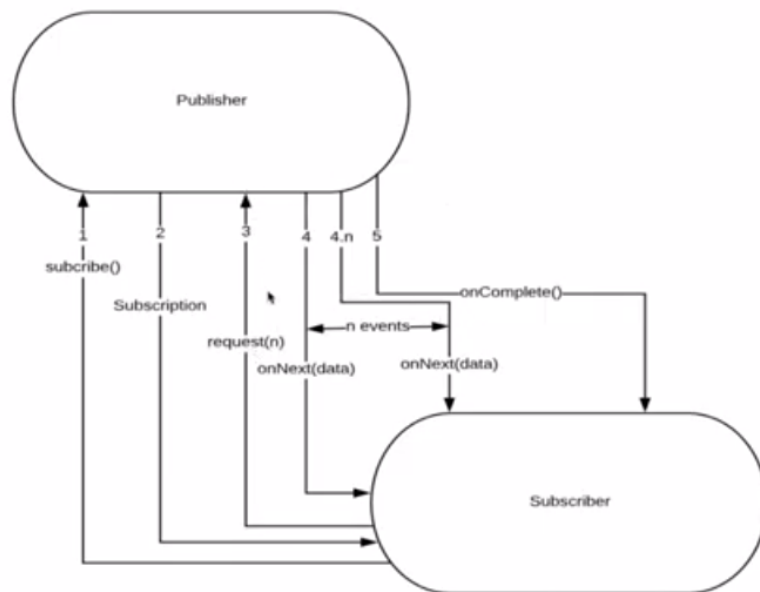 Publisher
1
2
3
4
4.n
5
subcribe()
Subscription
onComplete()
n events
request(n)
onNext(data)
onNext(data)
Subscriber